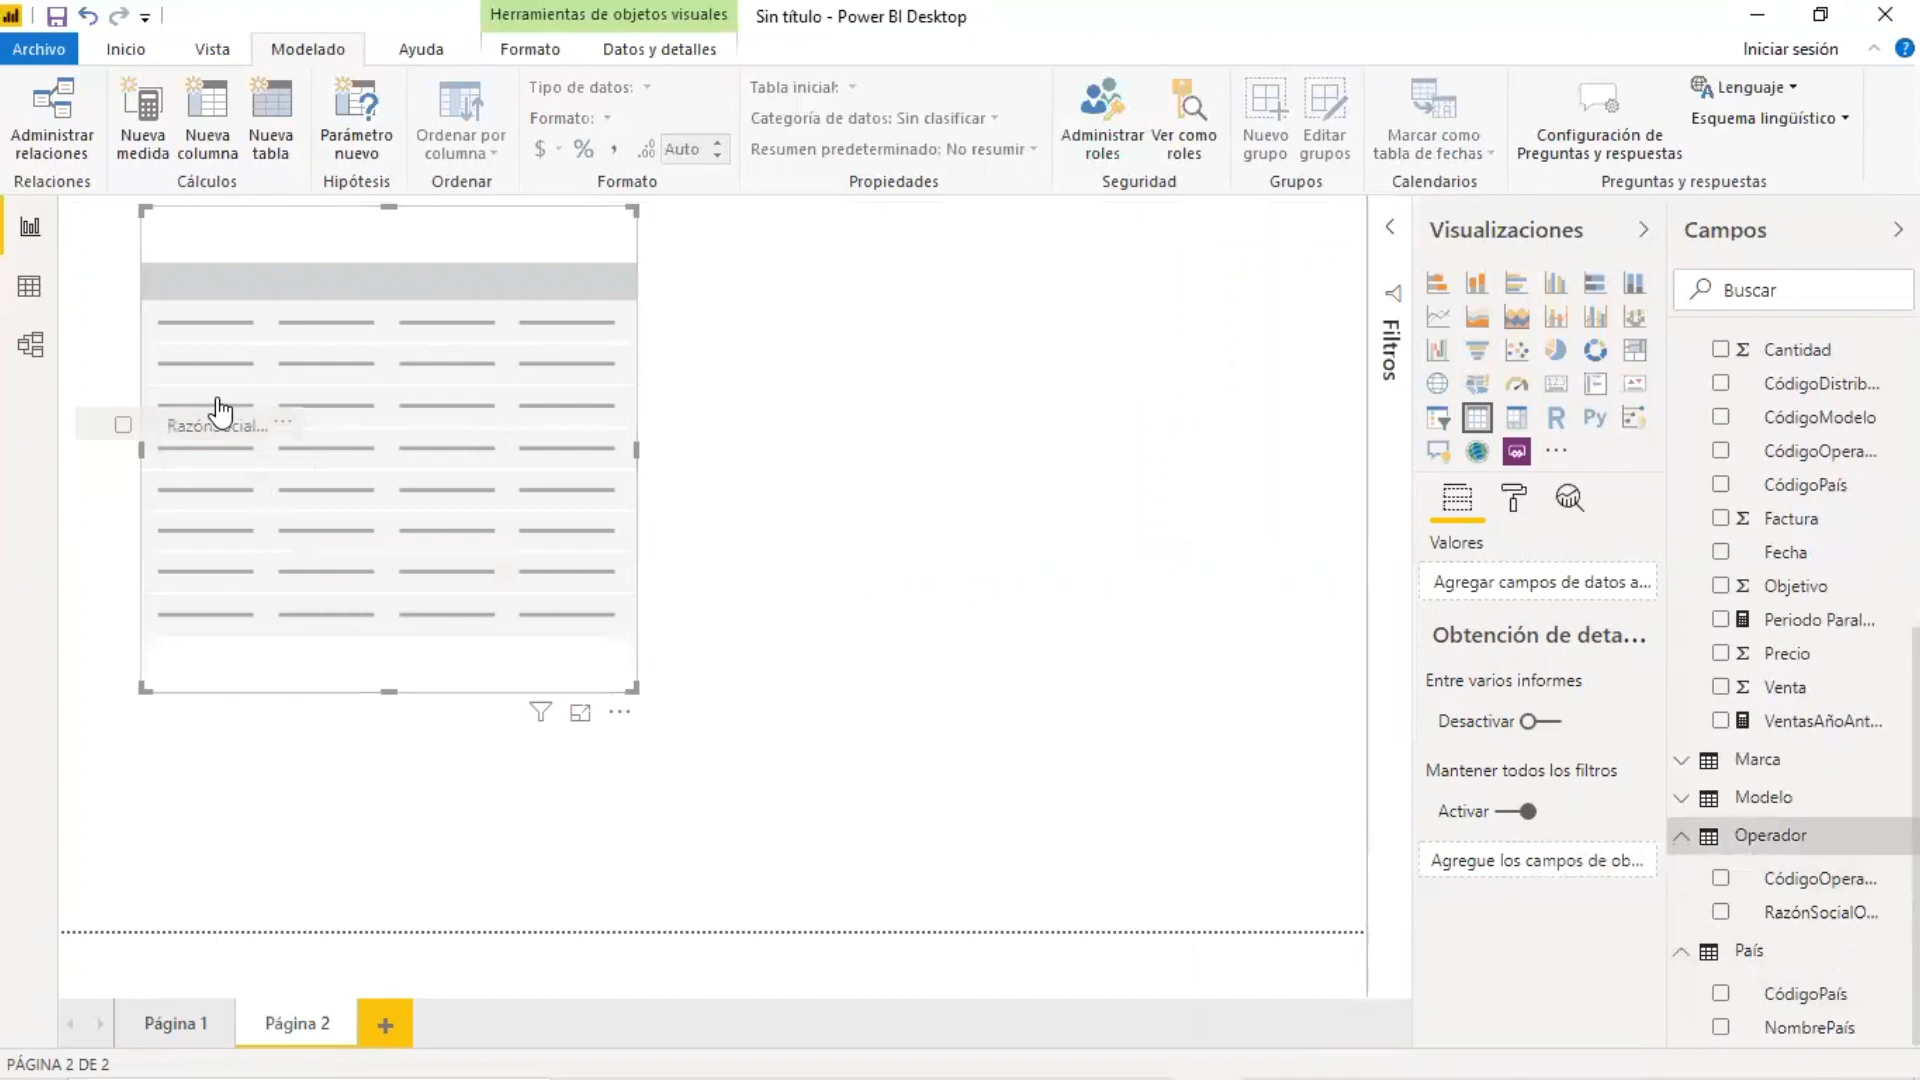 Herramientas de objetos visuales
Sin título - Power BI Desktop
Archivo
Inicio
Vista
Modelado
Ayuda
Formato
Datos y detalles
Iniciar sesión
Administrar relaciones
Nueva medida
Nueva columna
Nueva tabla
Parámetro nuevo
Ordenar por columna
Tipo de datos:
Formato:
$ % , .00 Auto
Tabla inicial:
Categoría de datos: Sin clasificar
Resumen predeterminado: No resumir
Administrar roles
Ver como roles
Nuevo grupo
Editar grupos
Marcar como tabla de fechas
Configuración de Preguntas y respuestas
Lenguaje
Esquema lingüístico
Relaciones
Cálculos
Hipótesis
Ordenar
Formato
Propiedades
Seguridad
Grupos
Calendarios
Preguntas y respuestas
RazónSocial...
Filtros
Visualizaciones
R
Py
Valores
Agregar campos de datos a...
Obtención de deta...
Entre varios informes
Desactivar
Mantener todos los filtros
Activar
Agregue los campos de ob...
Campos
Buscar
Cantidad
CódigoDistrib...
CódigoModelo
CódigoOpera...
CódigoPaís
Factura
Fecha
Objetivo
Periodo Paral...
Precio
Venta
VentasAñoAnt...
Marca
Modelo
Operador
CódigoOpera...
RazónSocialO...
País
CódigoPaís
NombrePaís
Página 1
Página 2
PÁGINA 2 DE 2